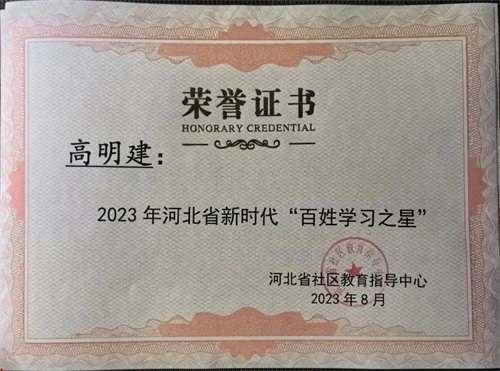 荣誉证书
HONORARY CREDENTIAL
高明建：
2023年河北省新时代“百姓学习之星”
河北省社区教育指导中心
2023年8月